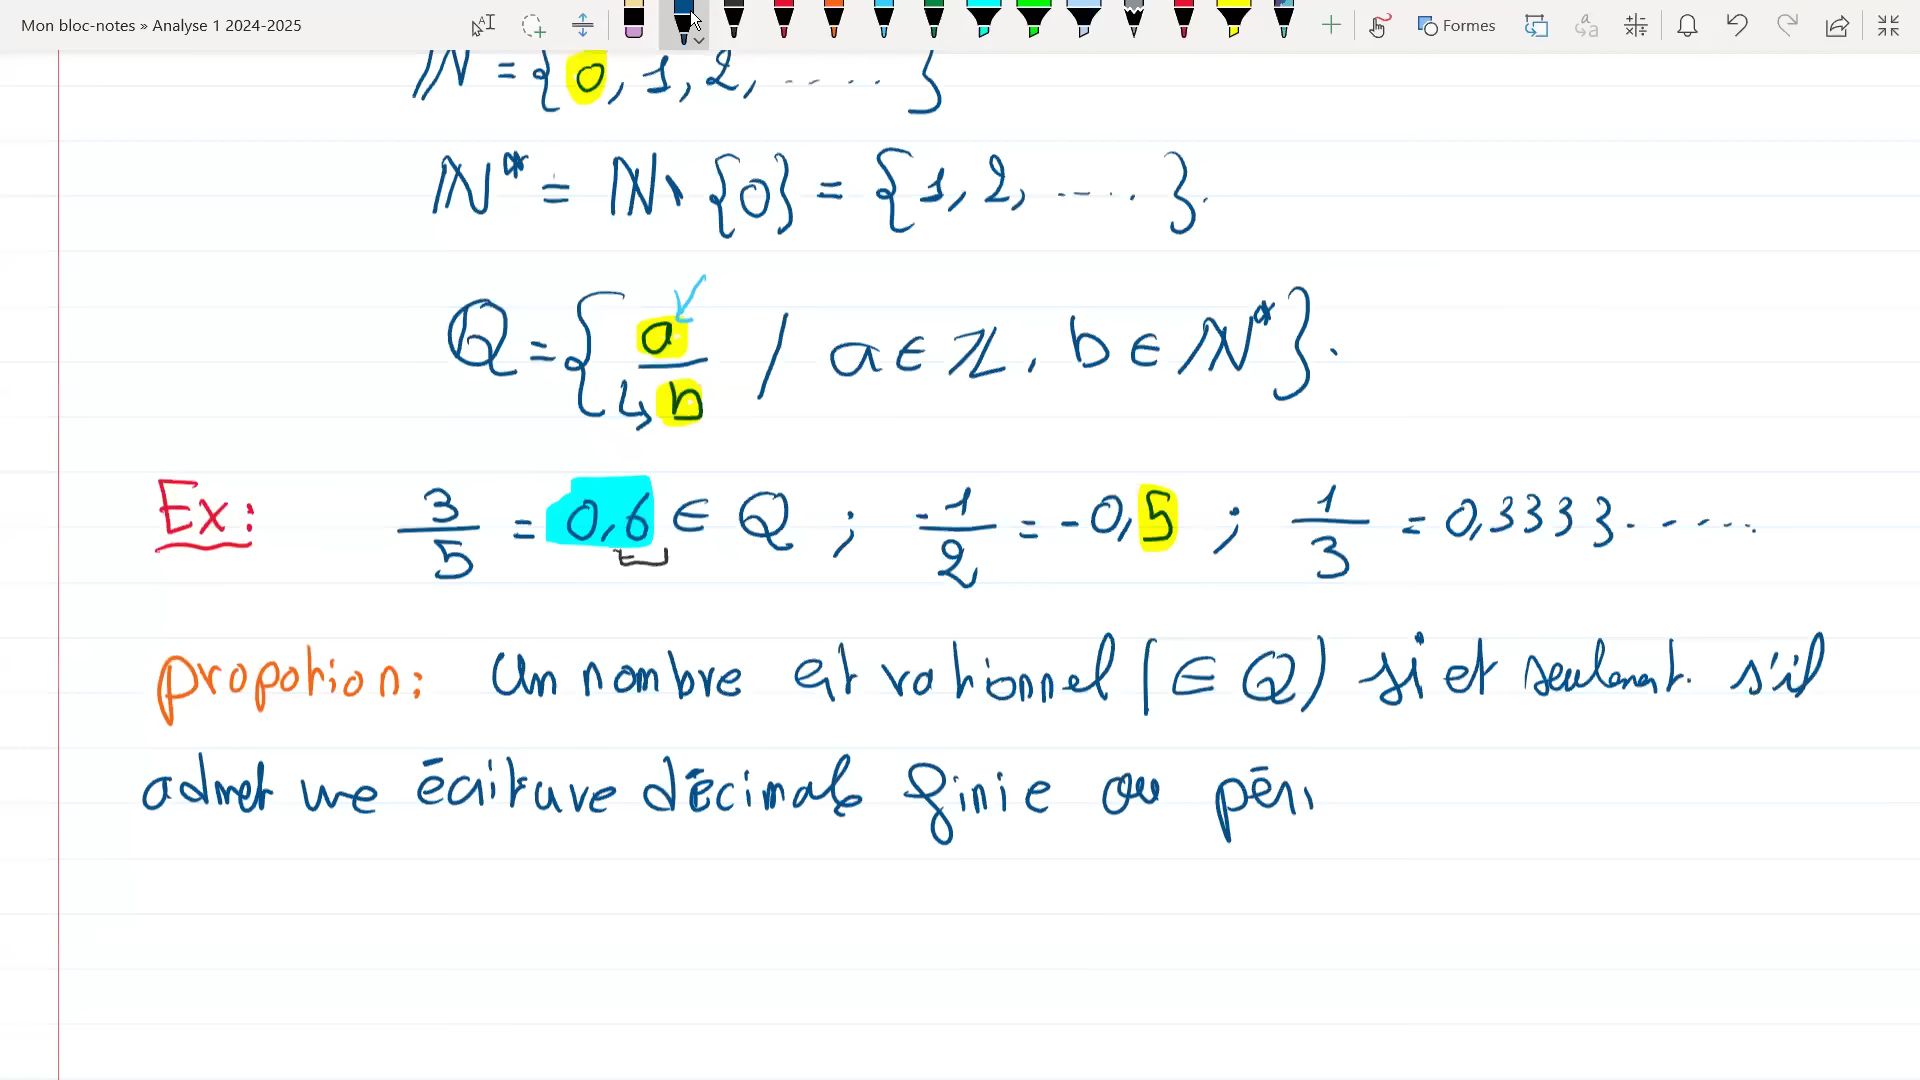 Mon bloc-notes » Analyse 1 2024-2025
Formes
ℕ = {0, 1, 2, ..... }
ℕ* = ℕ \ {0} = {1, 2, ..... }.
Q = { a/b / a ∈ ℤ, b ∈ ℕ* }.
Ex: 3/5 = 0,6 ∈ Q ; -1/2 = -0,5 ; 1/3 = 0,3333......
propotion: Un nombre est rationnel (∈ Q) si et seulement. s'il
admet une écriture décimale finie ou péri